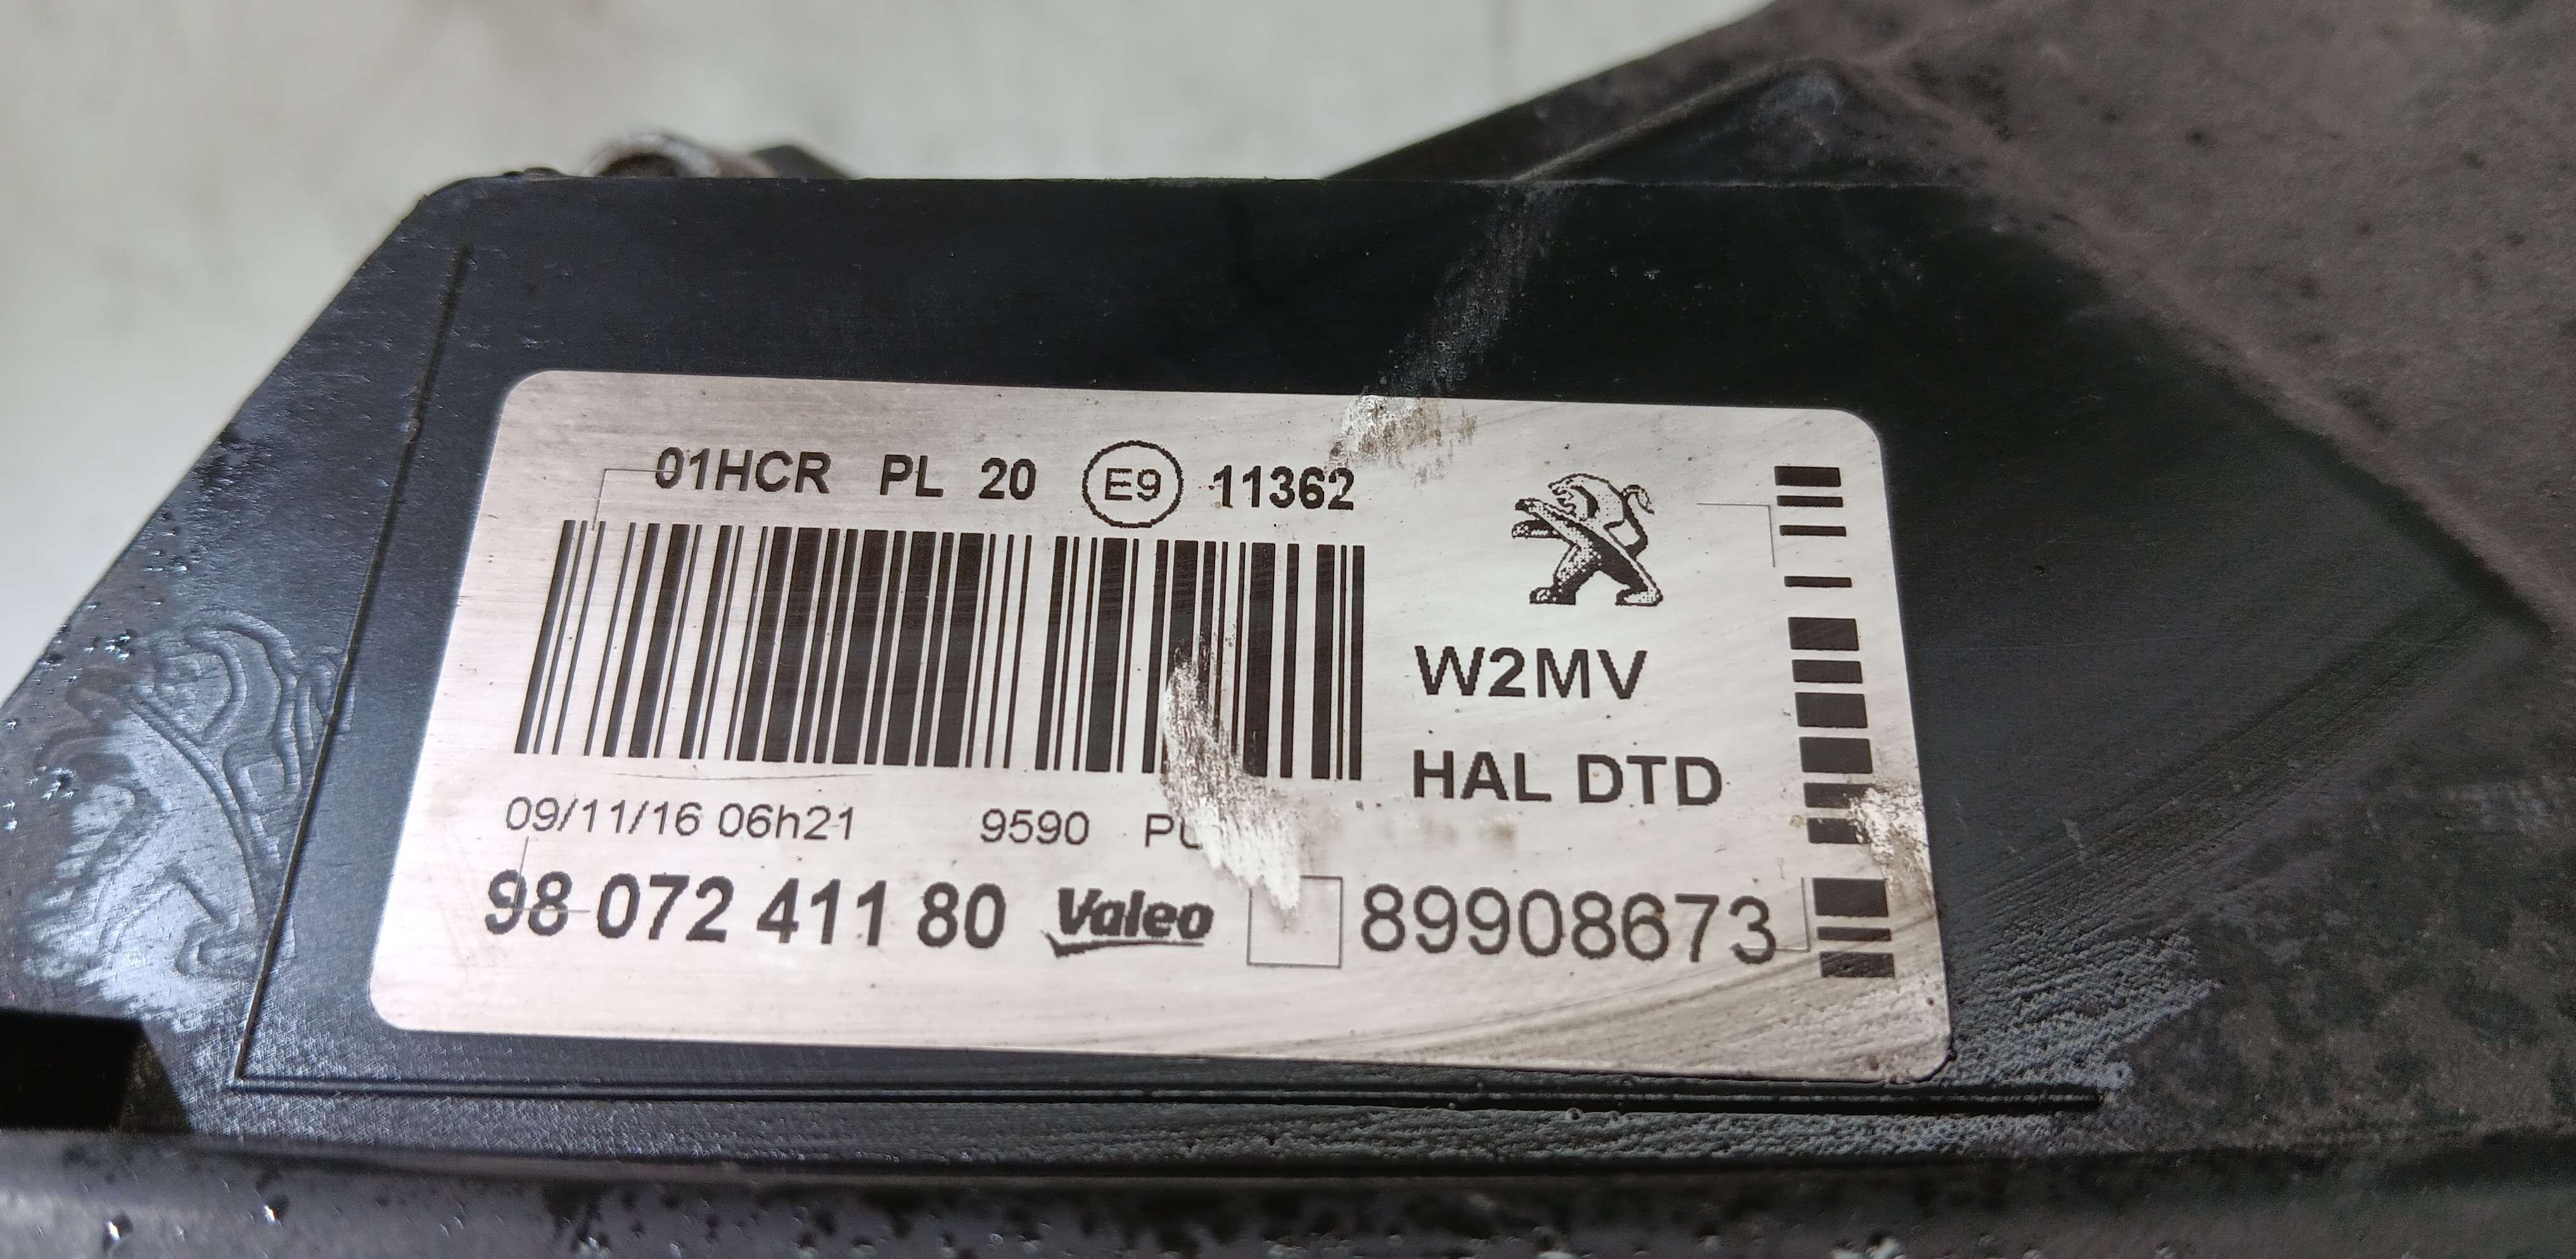 01HCR PL 20 E9 11362
W2MV
HAL DTD
09/11/16 06h21 9590
98 072 411 80 Valeo 89908673